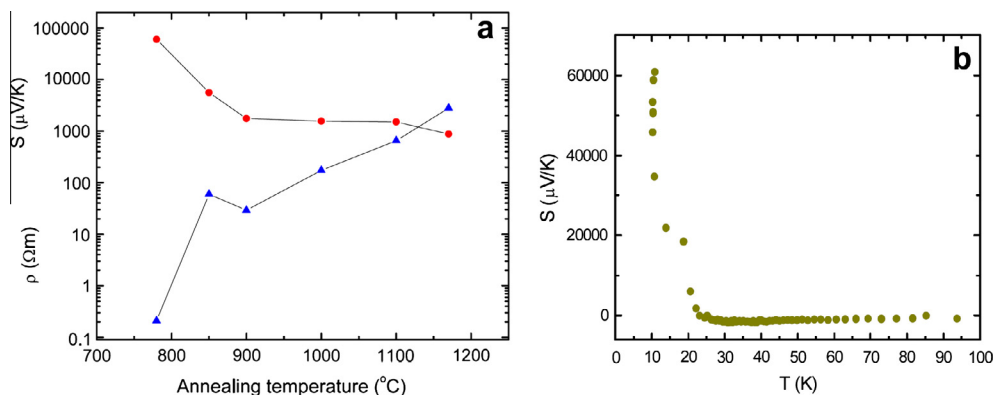 a
100000
10000
1000
100
10
1
0.1
S (μV/K)
ρ (Ωm)
700 800 900 1000 1100 1200
Annealing temperature (°C)
b
60000
40000
20000
0
S (μV/K)
0 10 20 30 40 50 60 70 80 90 100
T (K)